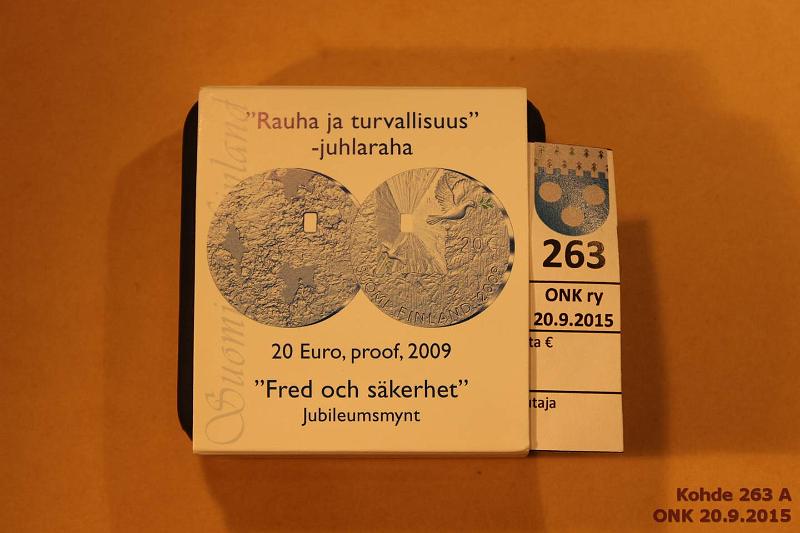 Suomi Finland
"Rauha ja turvallisuus"
-juhlaraha
20€
SUOMI FINLAND 2009
20 Euro, proof, 2009
"Fred och säkerhet"
Jubileumsmynt
263
ONK ry
20.9.2015
ta €
utaja
Kohde 263 A
ONK 20.9.2015